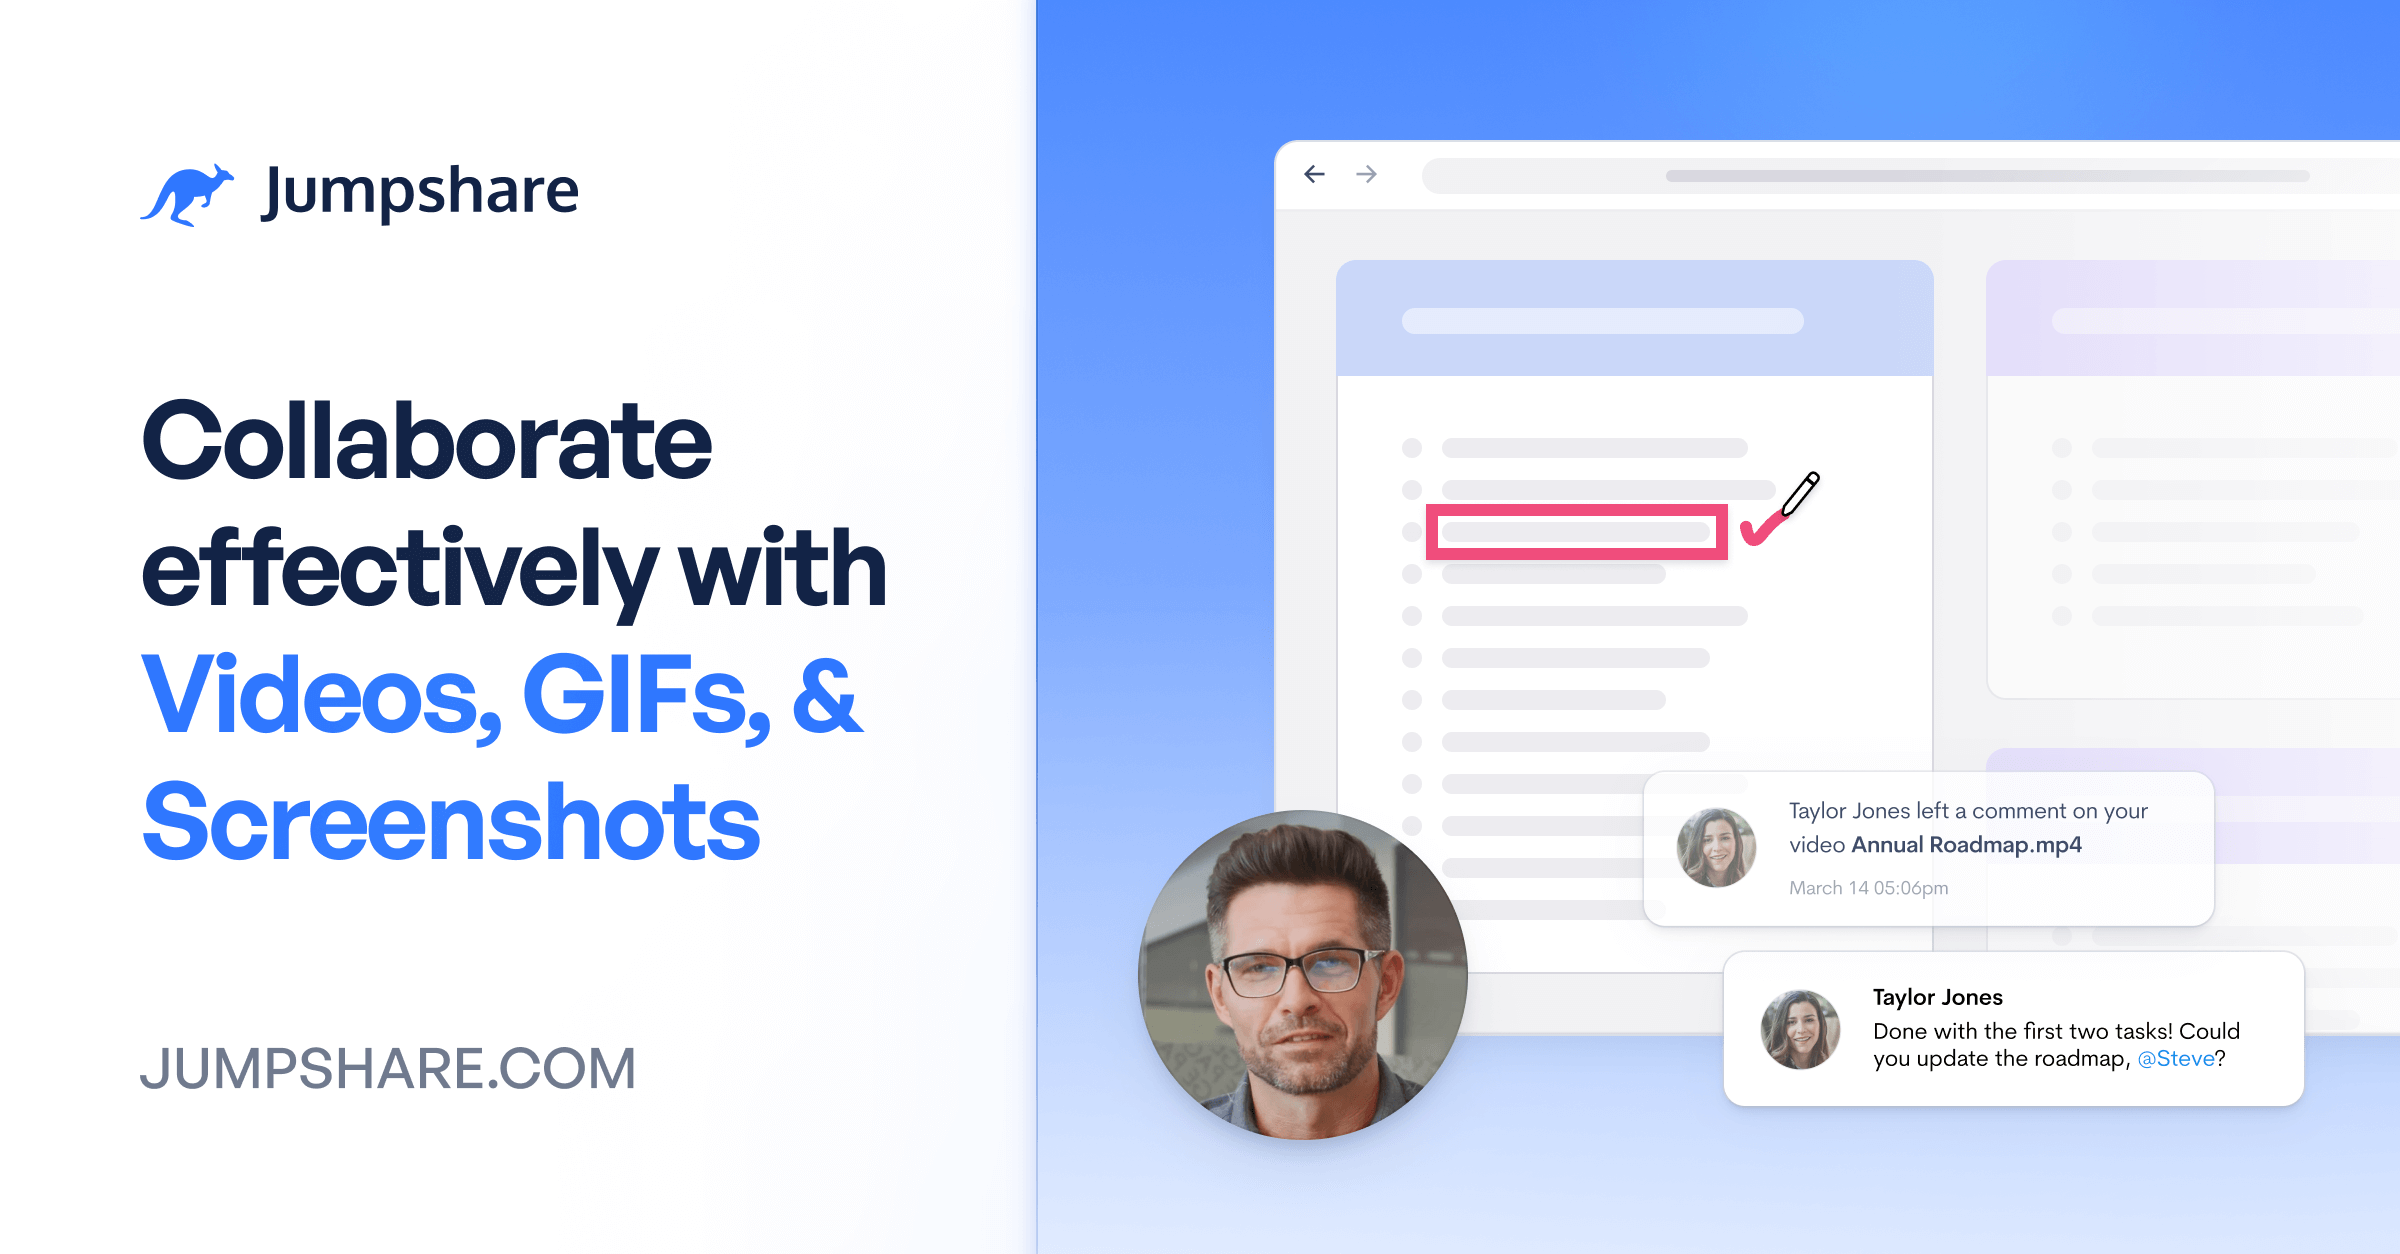 Jumpshare
Collaborate
effectively with
Videos, GIFs, &
Screenshots
JUMPSHARE.COM
Taylor Jones left a comment on your
video Annual Roadmap.mp4
March 14 05:06pm
Taylor Jones
Done with the first two tasks! Could
you update the roadmap, @Steve?